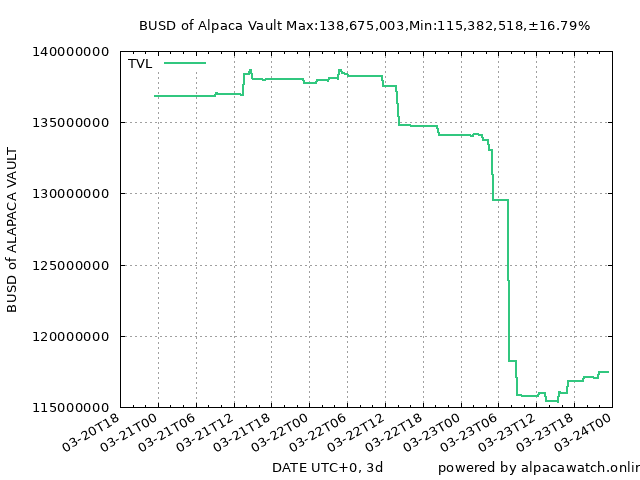 BUSD of Alpaca Vault Max:138,675,003,Min:115,382,518,±16.79%
TVL
BUSD of ALAPACA VAULT
140000000
135000000
130000000
125000000
120000000
115000000
03-20T18
03-21T00
03-21T06
03-21T12
03-21T18
03-22T00
03-22T06
03-22T12
03-22T18
03-23T00
03-23T06
03-23T12
03-23T18
03-24T00
DATE UTC+0, 3d
powered by alpacawatch.onlin